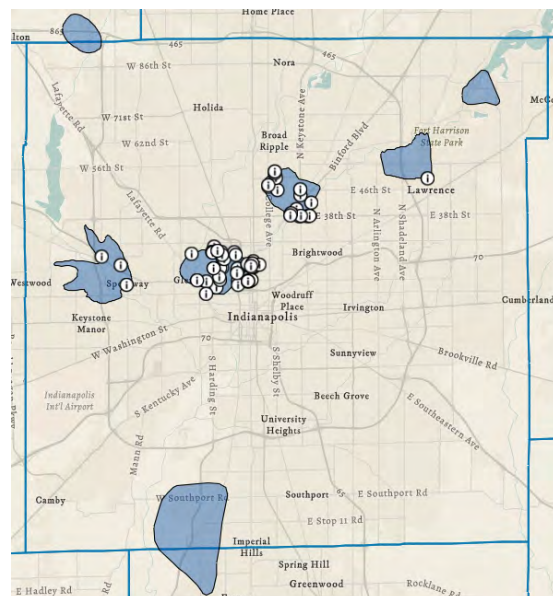 Home Place
lton
865
465
465
W 86th St
Nora
Lafayette Rd
N Keystone Ave
W 71st St
Holida
McC
Binford Blvd
Fort Harrison
State Park
W 62nd St
Broad
Ripple
W 56th St
E 46th St
Lawrence
Lafayette Rd
College Ave
E 38th St
E 38th St
N Arlington Ave
N Shadeland Ave
Brightwood
70
Westwood
Sp
way
Gl
Woodruff
Place
Cumberland
Keystone
Manor
Indianapolis
Irvington
W Washington St
70
Sunnyview
Brookville Rd
S Harding St
S Shelby St
Indianapolis
Int'l Airport
S Kentucky Ave
Beech Grove
E Southeastern Ave
University
Heights
Mann Rd
Camby
W Southport Rd
Southport
65
E Southport Rd
E Stop 11 Rd
Imperial
Hills
Spring Hill
E Hadley Rd
Rd
Greenwood
Rocklane Rd